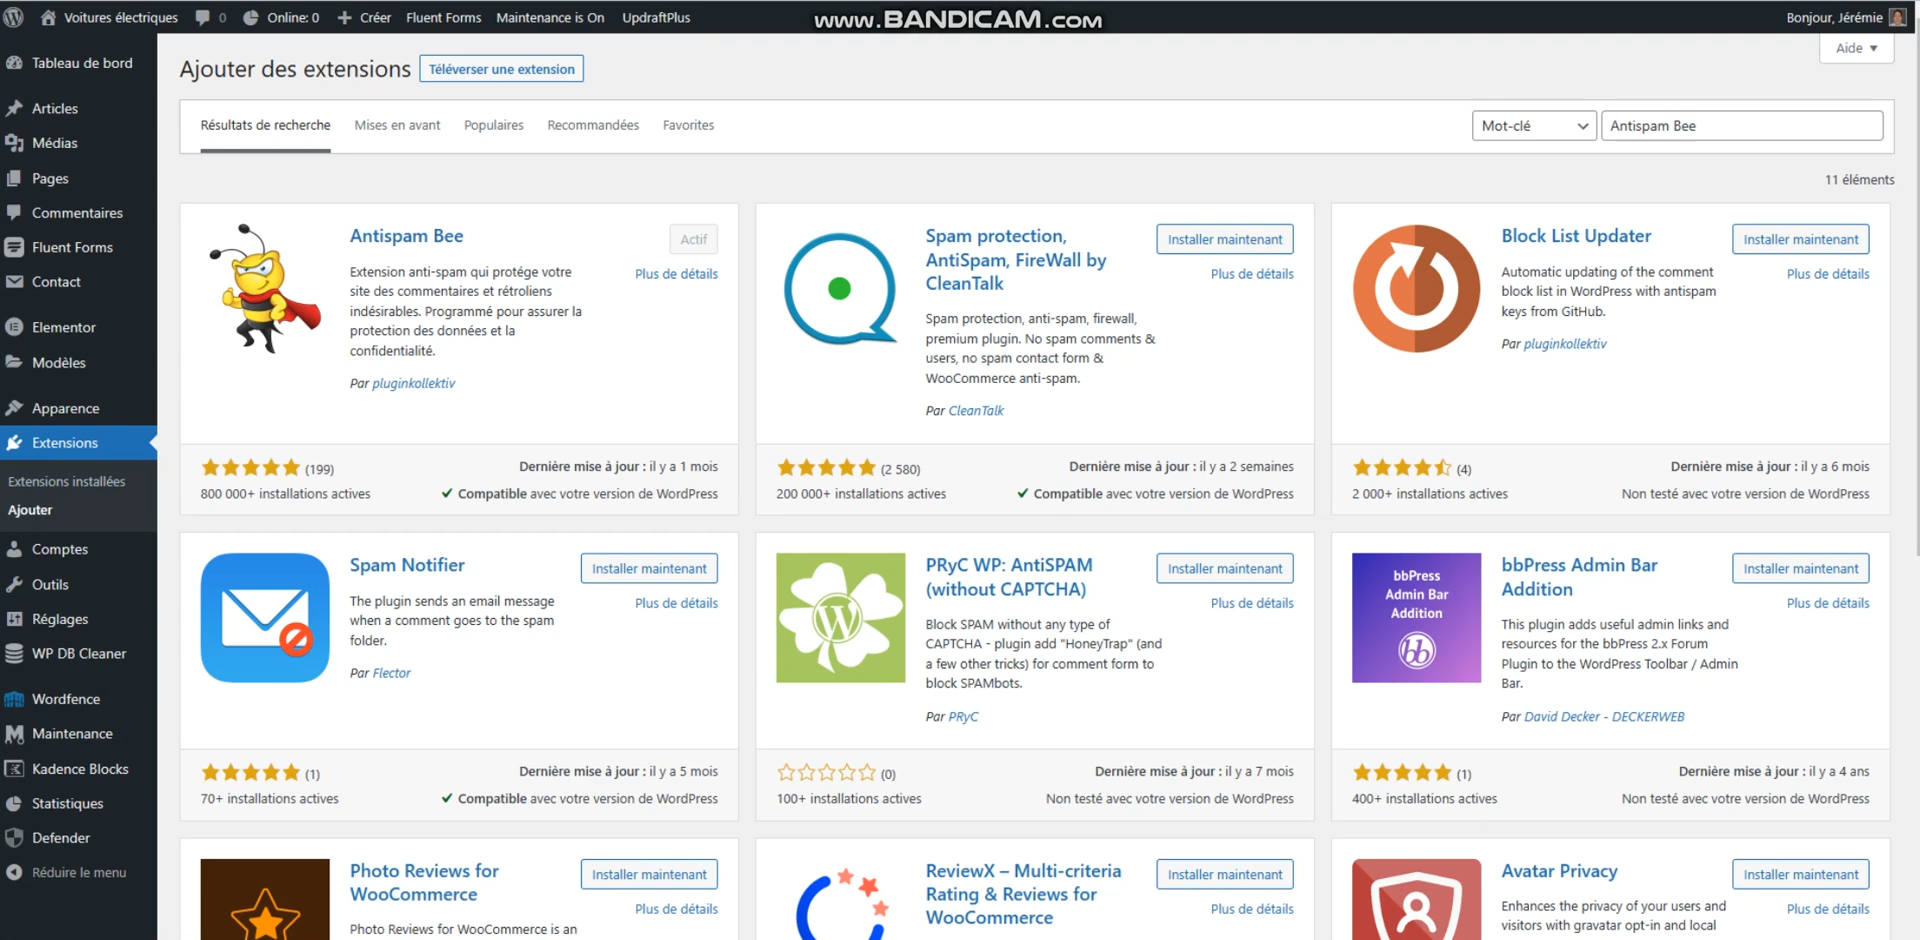 Voitures électriques
0
Online: 0
Créer
Fluent Forms
Maintenance is On
UpdraftPlus
www.BANDICAM.com
Bonjour, Jérémie
Aide
Tableau de bord
Articles
Médias
Pages
Commentaires
Fluent Forms
Contact
Elementor
Modèles
Apparence
Extensions
Extensions installées
Ajouter
Comptes
Outils
Réglages
WP DB Cleaner
Wordfence
Maintenance
Kadence Blocks
Statistiques
Defender
Réduire le menu
Ajouter des extensions
Téléverser une extension
Résultats de recherche
Mises en avant
Populaires
Recommandées
Favorites
Mot-clé
Antispam Bee
11 éléments
Antispam Bee
Actif
Plus de détails
Extension anti-spam qui protége votre
site des commentaires et rétroliens
indésirables. Programmé pour assurer la
protection des données et la
confidentialité.
Par pluginkollektiv
(199)
800 000+ installations actives
Dernière mise à jour : il y a 1 mois
Compatible avec votre version de WordPress
Spam protection,
AntiSpam, FireWall by
CleanTalk
Installer maintenant
Plus de détails
Spam protection, anti-spam, firewall,
premium plugin. No spam comments &
users, no spam contact form &
WooCommerce anti-spam.
Par CleanTalk
(2 580)
200 000+ installations actives
Dernière mise à jour : il y a 2 semaines
Compatible avec votre version de WordPress
Block List Updater
Installer maintenant
Plus de détails
Automatic updating of the comment
block list in WordPress with antispam
keys from GitHub.
Par pluginkollektiv
(4)
2 000+ installations actives
Dernière mise à jour : il y a 6 mois
Non testé avec votre version de WordPress
Spam Notifier
Installer maintenant
Plus de détails
The plugin sends an email message
when a comment goes to the spam
folder.
Par Flector
(1)
70+ installations actives
Dernière mise à jour : il y a 5 mois
Compatible avec votre version de WordPress
PRyC WP: AntiSPAM
(without CAPTCHA)
Installer maintenant
Plus de détails
Block SPAM without any type of
CAPTCHA - plugin add "HoneyTrap" (and
a few other tricks) for comment form to
block SPAMbots.
Par PRyC
(0)
100+ installations actives
Dernière mise à jour : il y a 7 mois
Non testé avec votre version de WordPress
bbPress
Admin Bar
Addition
bb
bbPress Admin Bar
Addition
Installer maintenant
Plus de détails
This plugin adds useful admin links and
resources for the bbPress 2.x Forum
Plugin to the WordPress Toolbar / Admin
Bar.
Par David Decker - DECKERWEB
(1)
400+ installations actives
Dernière mise à jour : il y a 4 ans
Non testé avec votre version de WordPress
Photo Reviews for
WooCommerce
Installer maintenant
Plus de détails
Photo Reviews for WooCommerce is an
ReviewX – Multi-criteria
Rating & Reviews for
WooCommerce
Installer maintenant
Plus de détails
Avatar Privacy
Installer maintenant
Plus de détails
Enhances the privacy of your users and
visitors with gravatar opt-in and local